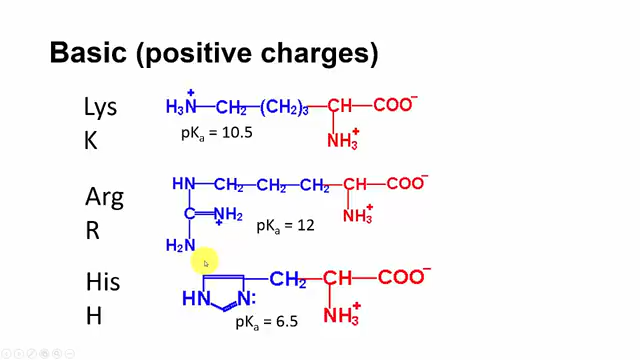 Basic (positive charges)
Lys
K
H₃N⁺—CH₂—(CH₂)₃—CH—COO⁻
NH₃⁺
pKa = 10.5
Arg
R
HN—CH₂—CH₂—CH₂—CH—COO⁻
C=NH₂⁺
NH₃⁺
H₂N
pKa = 12
His
H
CH₂—CH—COO⁻
HN N:
NH₃⁺
pKa = 6.5